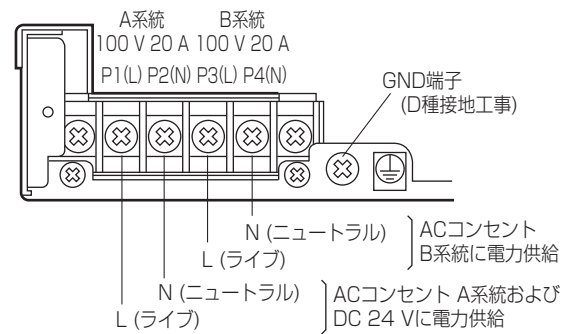 A系統 B系統
100 V 20 A 100 V 20 A
P1(L) P2(N) P3(L) P4(N)
GND端子
(D種接地工事)
N (ニュートラル)
L (ライブ)
ACコンセント
B系統に電力供給
N (ニュートラル)
L (ライブ)
ACコンセント A系統および
DC 24 Vに電力供給